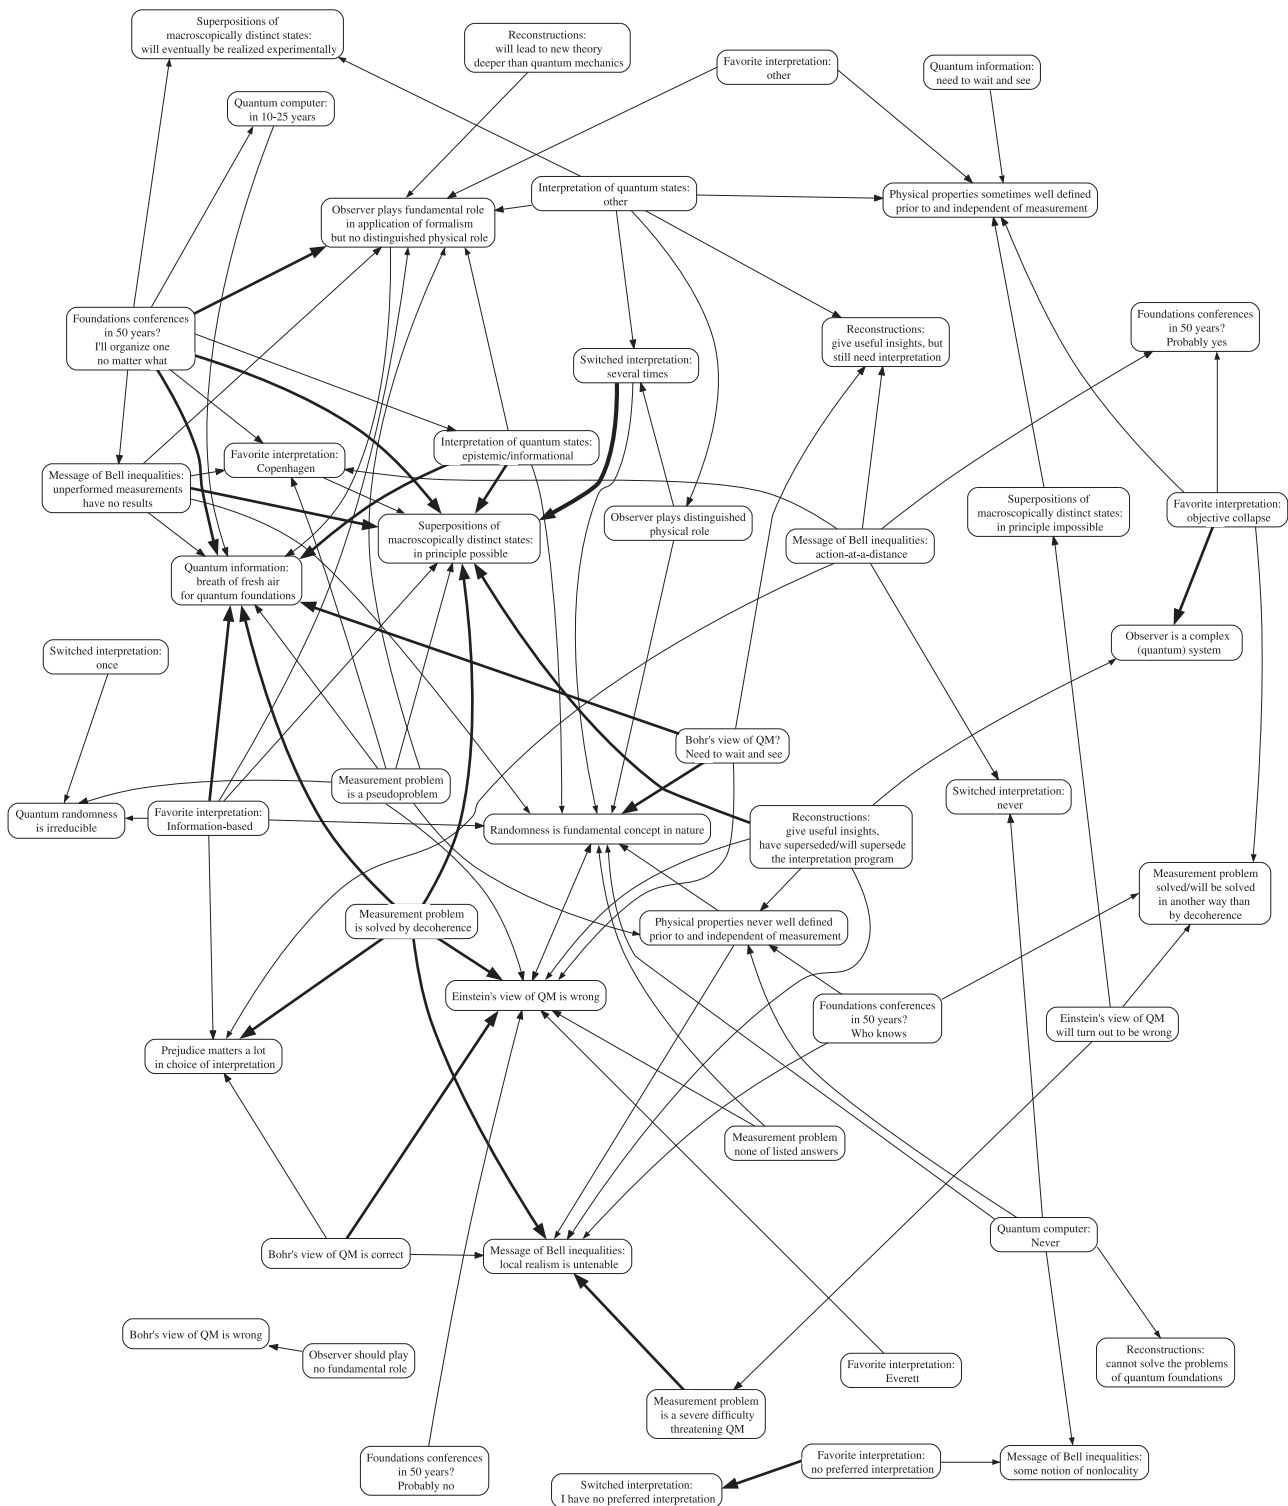 Superpositions of
macroscopically distinct states:
will eventually be realized experimentally
Reconstructions:
will lead to new theory
deeper than quantum mechanics
Favorite interpretation:
other
Quantum information:
need to wait and see
Quantum computer:
in 10-25 years
Interpretation of quantum states:
other
Physical properties sometimes well defined
prior to and independent of measurement
Observer plays fundamental role
in application of formalism
but no distinguished physical role
Foundations conferences
in 50 years?
I'll organize one
no matter what
Reconstructions:
give useful insights, but
still need interpretation
Foundations conferences
in 50 years?
Probably yes
Switched interpretation:
several times
Interpretation of quantum states:
epistemic/informational
Favorite interpretation:
Copenhagen
Message of Bell inequalities:
unperformed measurements
have no results
Superpositions of
macroscopically distinct states:
in principle possible
Observer plays distinguished
physical role
Message of Bell inequalities:
action-at-a-distance
Superpositions of
macroscopically distinct states:
in principle impossible
Favorite interpretation:
objective collapse
Quantum information:
breath of fresh air
for quantum foundations
Observer is a complex
(quantum) system
Switched interpretation:
once
Bohr's view of QM?
Need to wait and see
Measurement problem
is a pseudoproblem
Switched interpretation:
never
Quantum randomness
is irreducible
Favorite interpretation:
Information-based
Randomness is fundamental concept in nature
Reconstructions:
give useful insights,
have superseded/will supersede
the interpretation program
Measurement problem
solved/will be solved
in another way than
by decoherence
Measurement problem
is solved by decoherence
Physical properties never well defined
prior to and independent of measurement
Einstein's view of QM is wrong
Foundations conferences
in 50 years?
Who knows
Einstein's view of QM
will turn out to be wrong
Prejudice matters a lot
in choice of interpretation
Measurement problem
none of listed answers
Quantum computer:
Never
Bohr's view of QM is correct
Message of Bell inequalities:
local realism is untenable
Bohr's view of QM is wrong
Observer should play
no fundamental role
Favorite interpretation:
Everett
Reconstructions:
cannot solve the problems
of quantum foundations
Measurement problem
is a severe difficulty
threatening QM
Foundations conferences
in 50 years?
Probably no
Switched interpretation:
I have no preferred interpretation
Favorite interpretation:
no preferred interpretation
Message of Bell inequalities:
some notion of nonlocality